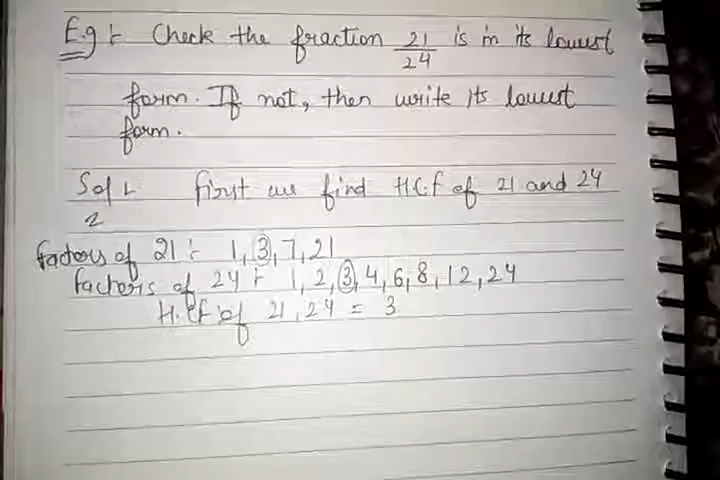 E.g :- Check the fraction 21/24 is in its lowest
form. If not, then write its lowest
form.
Sol :- First we find H.C.F of 21 and 24
factors of 21 :- 1, 3, 7, 21
factors of 24 :- 1, 2, 3, 4, 6, 8, 12, 24
H.C.F of 21, 24 = 3